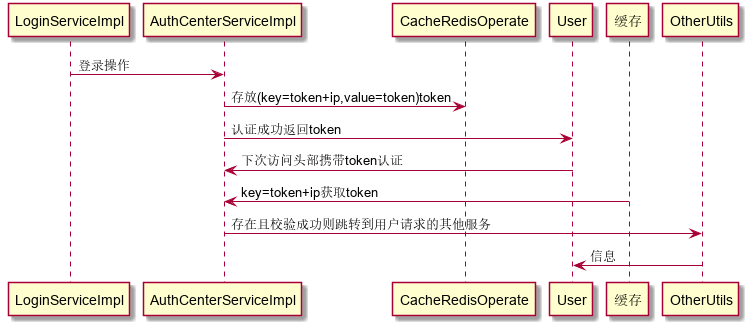 LoginServiceImpl
AuthCenterServiceImpl
CacheRedisOperate
User
缓存
OtherUtils
登录操作
存放(key=token+ip,value=token)token
认证成功返回token
下次访问头部携带token认证
key=token+ip获取token
存在且校验成功则跳转到用户请求的其他服务
信息
LoginServiceImpl
AuthCenterServiceImpl
CacheRedisOperate
User
缓存
OtherUtils